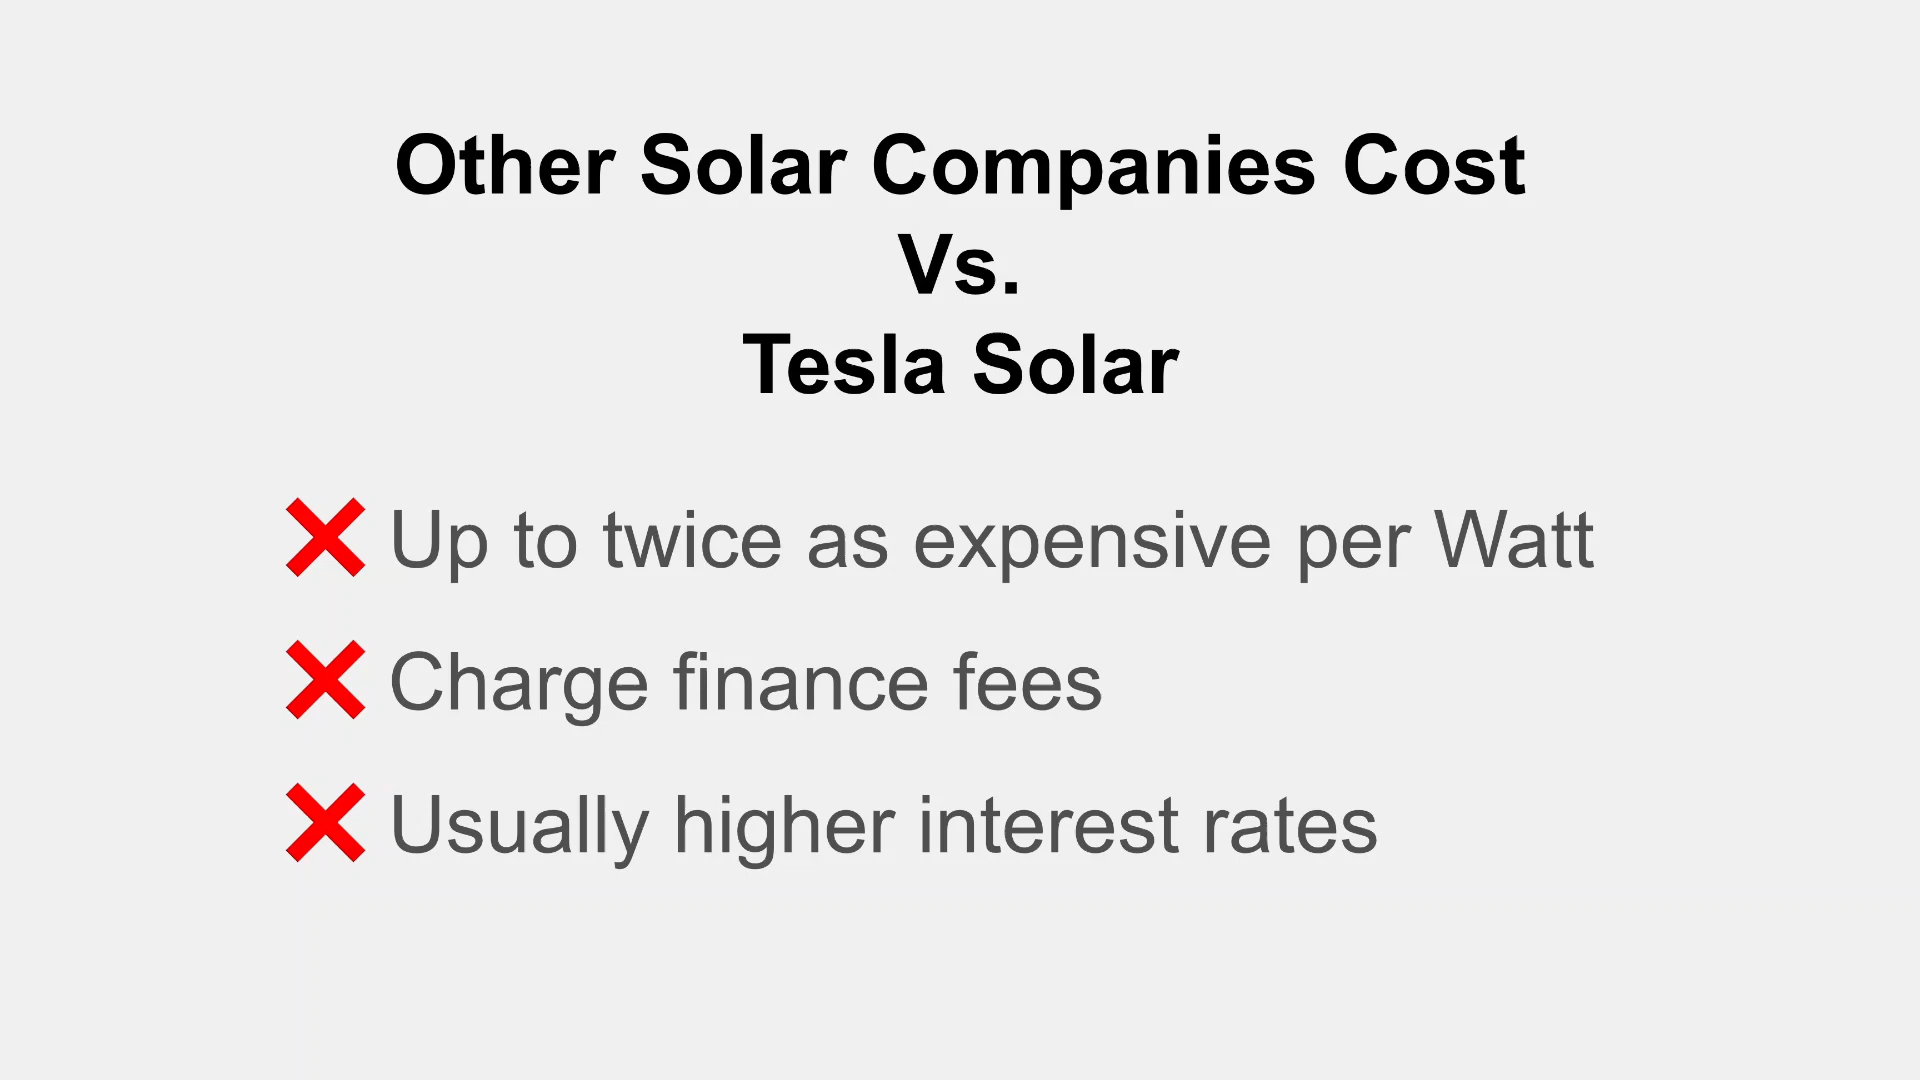 Other Solar Companies Cost
Vs.
Tesla Solar
Up to twice as expensive per Watt
Charge finance fees
Usually higher interest rates